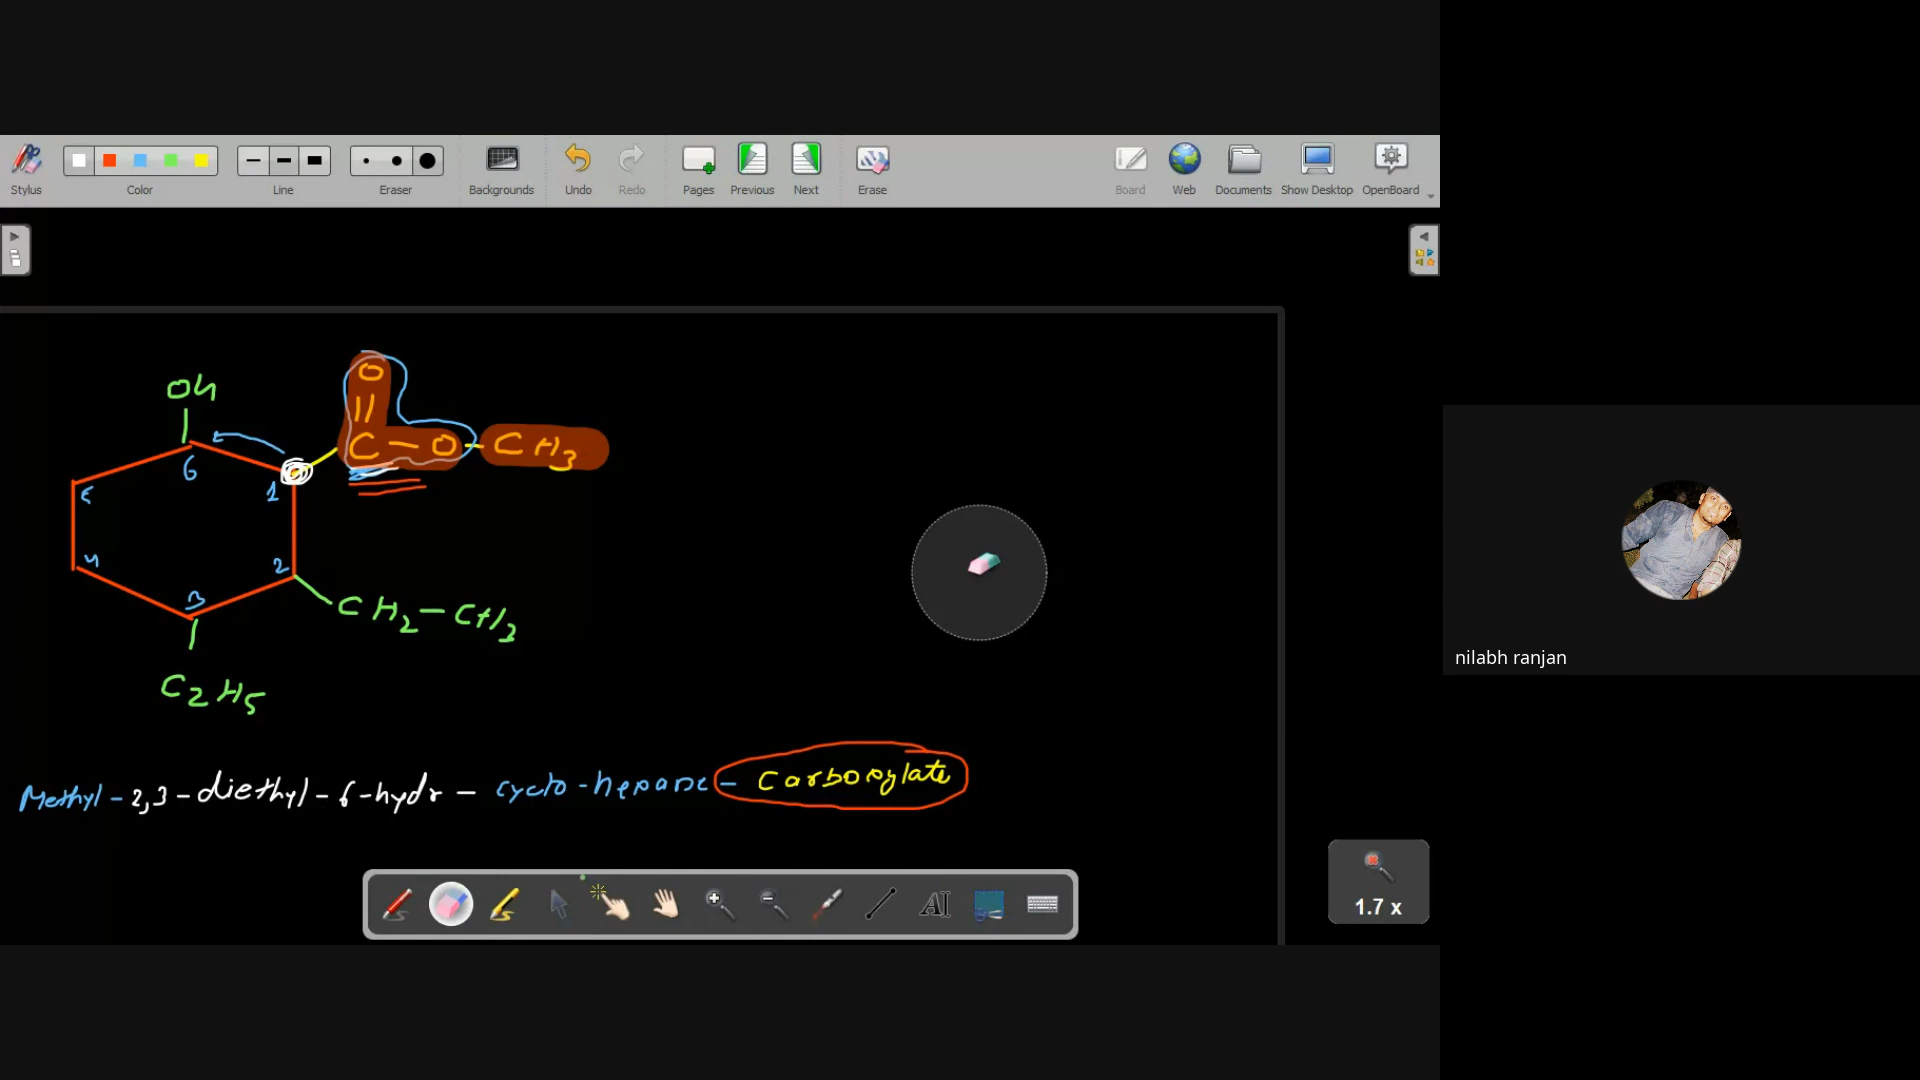 Stylus Color Line Eraser Backgrounds Undo Redo Pages Previous Next Erase Board Web Documents Show Desktop OpenBoard
O
OH
||
C — O — CH3
6
1
5
4
2
3
CH2 — CH3
C2H5
Methyl - 2,3 - diethyl - 6 - hydr - cyclo - hexane - Carboxylate
nilabh ranjan
1.7 x